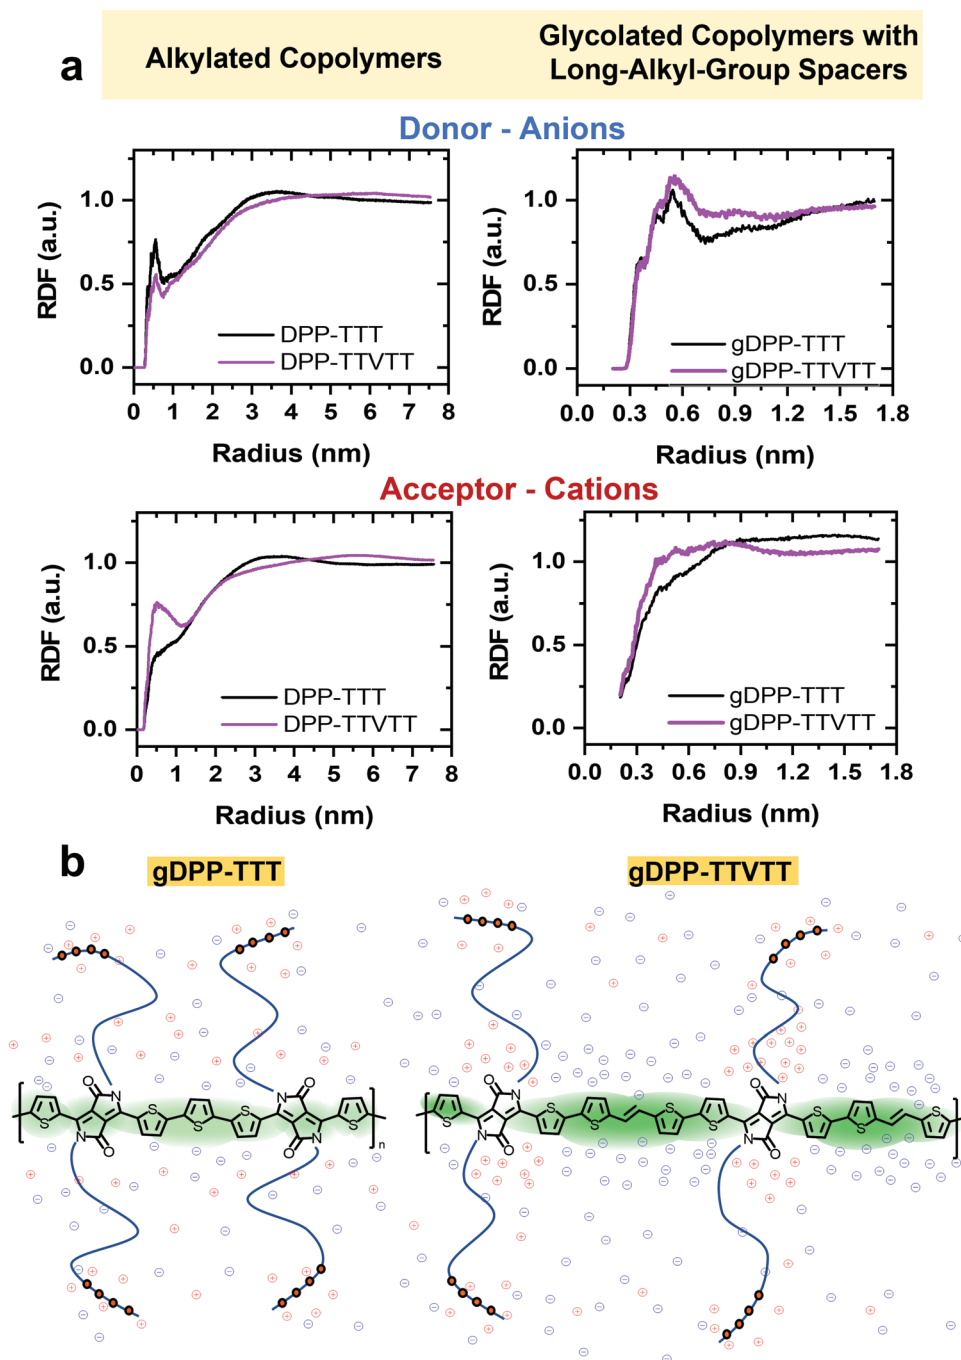 a
Alkylated Copolymers
Glycolated Copolymers with
Long-Alkyl-Group Spacers
Donor - Anions
RDF (a.u.)
1.0
0.5
0.0
DPP-TTT
DPP-TTVTT
0 1 2 3 4 5 6 7 8
Radius (nm)
RDF (a.u.)
1.0
0.5
0.0
gDPP-TTT
gDPP-TTVTT
0.0 0.3 0.6 0.9 1.2 1.5 1.8
Radius (nm)
Acceptor - Cations
RDF (a.u.)
1.0
0.5
0.0
DPP-TTT
DPP-TTVTT
0 1 2 3 4 5 6 7 8
Radius (nm)
RDF (a.u.)
1.0
0.5
0.0
gDPP-TTT
gDPP-TTVTT
0.0 0.3 0.6 0.9 1.2 1.5 1.8
Radius (nm)
b
gDPP-TTT
gDPP-TTVTT
O N O N
S S S S S
N O N O
n
O N O N
S S S S S S S S
N O N O
n